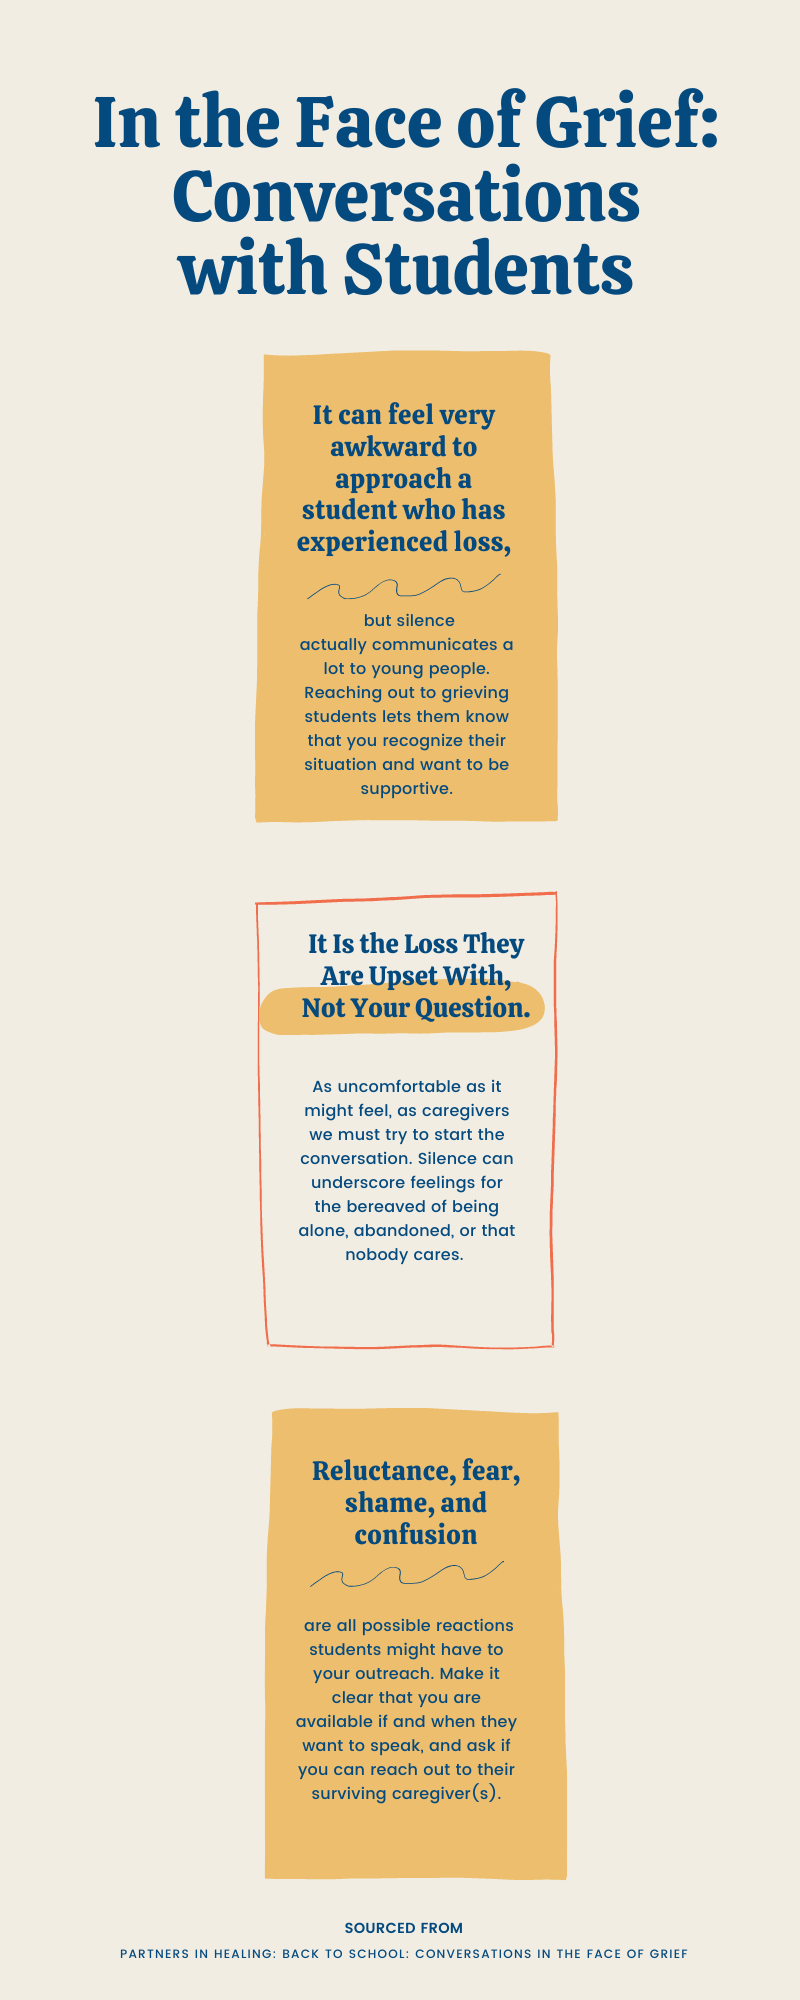 In the Face of Grief:
Conversations
with Students
It can feel very
awkward to
approach a
student who has
experienced loss,
but silence
actually communicates a
lot to young people.
Reaching out to grieving
students lets them know
that you recognize their
situation and want to be
supportive.
It Is the Loss They
Are Upset With,
Not Your Question.
As uncomfortable as it
might feel, as caregivers
we must try to start the
conversation. Silence can
underscore feelings for
the bereaved of being
alone, abandoned, or that
nobody cares.
Reluctance, fear,
shame, and
confusion
are all possible reactions
students might have to
your outreach. Make it
clear that you are
available if and when they
want to speak, and ask if
you can reach out to their
surviving caregiver(s).
SOURCED FROM
PARTNERS IN HEALING: BACK TO SCHOOL: CONVERSATIONS IN THE FACE OF GRIEF